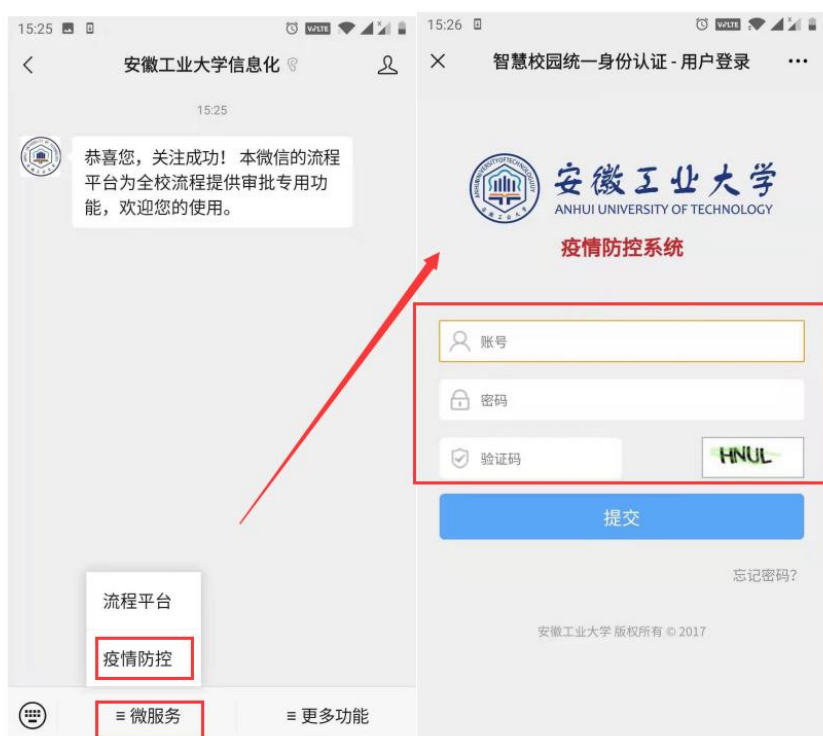 15:25
VoLTE
安徽工业大学信息化
15:25
恭喜您，关注成功！ 本微信的流程
平台为全校流程提供审批专用功
能，欢迎您的使用。
流程平台
疫情防控
≡ 微服务
≡ 更多功能
15:26
VoLTE
智慧校园统一身份认证 - 用户登录
安徽工业大学
ANHUI UNIVERSITY OF TECHNOLOGY
疫情防控系统
账号
密码
验证码
HNUL
提交
忘记密码?
安徽工业大学 版权所有 © 2017